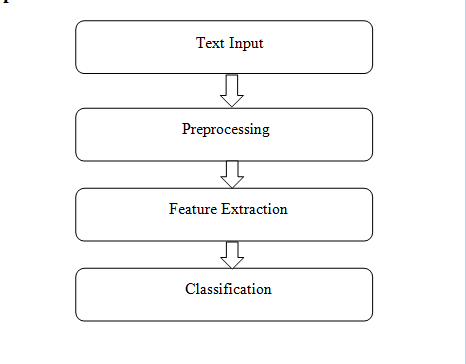 Text Input
Preprocessing
Feature Extraction
Classification